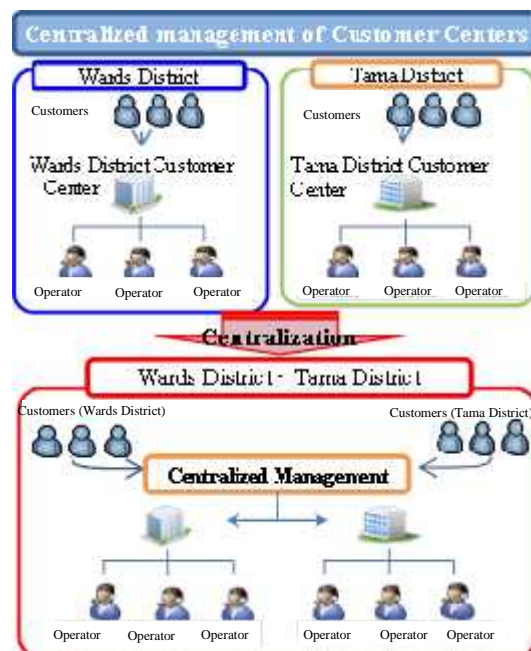 Centralized management of Customer Centers
Wards District
Customers
Wards District Customer
Center
Operator Operator Operator
Tama District
Customers
Tama District Customer
Center
Operator Operator Operator
Centralization
Wards District · Tama District
Customers (Wards District)
Customers (Tama District)
Centralized Management
Operator Operator Operator
Operator Operator Operator